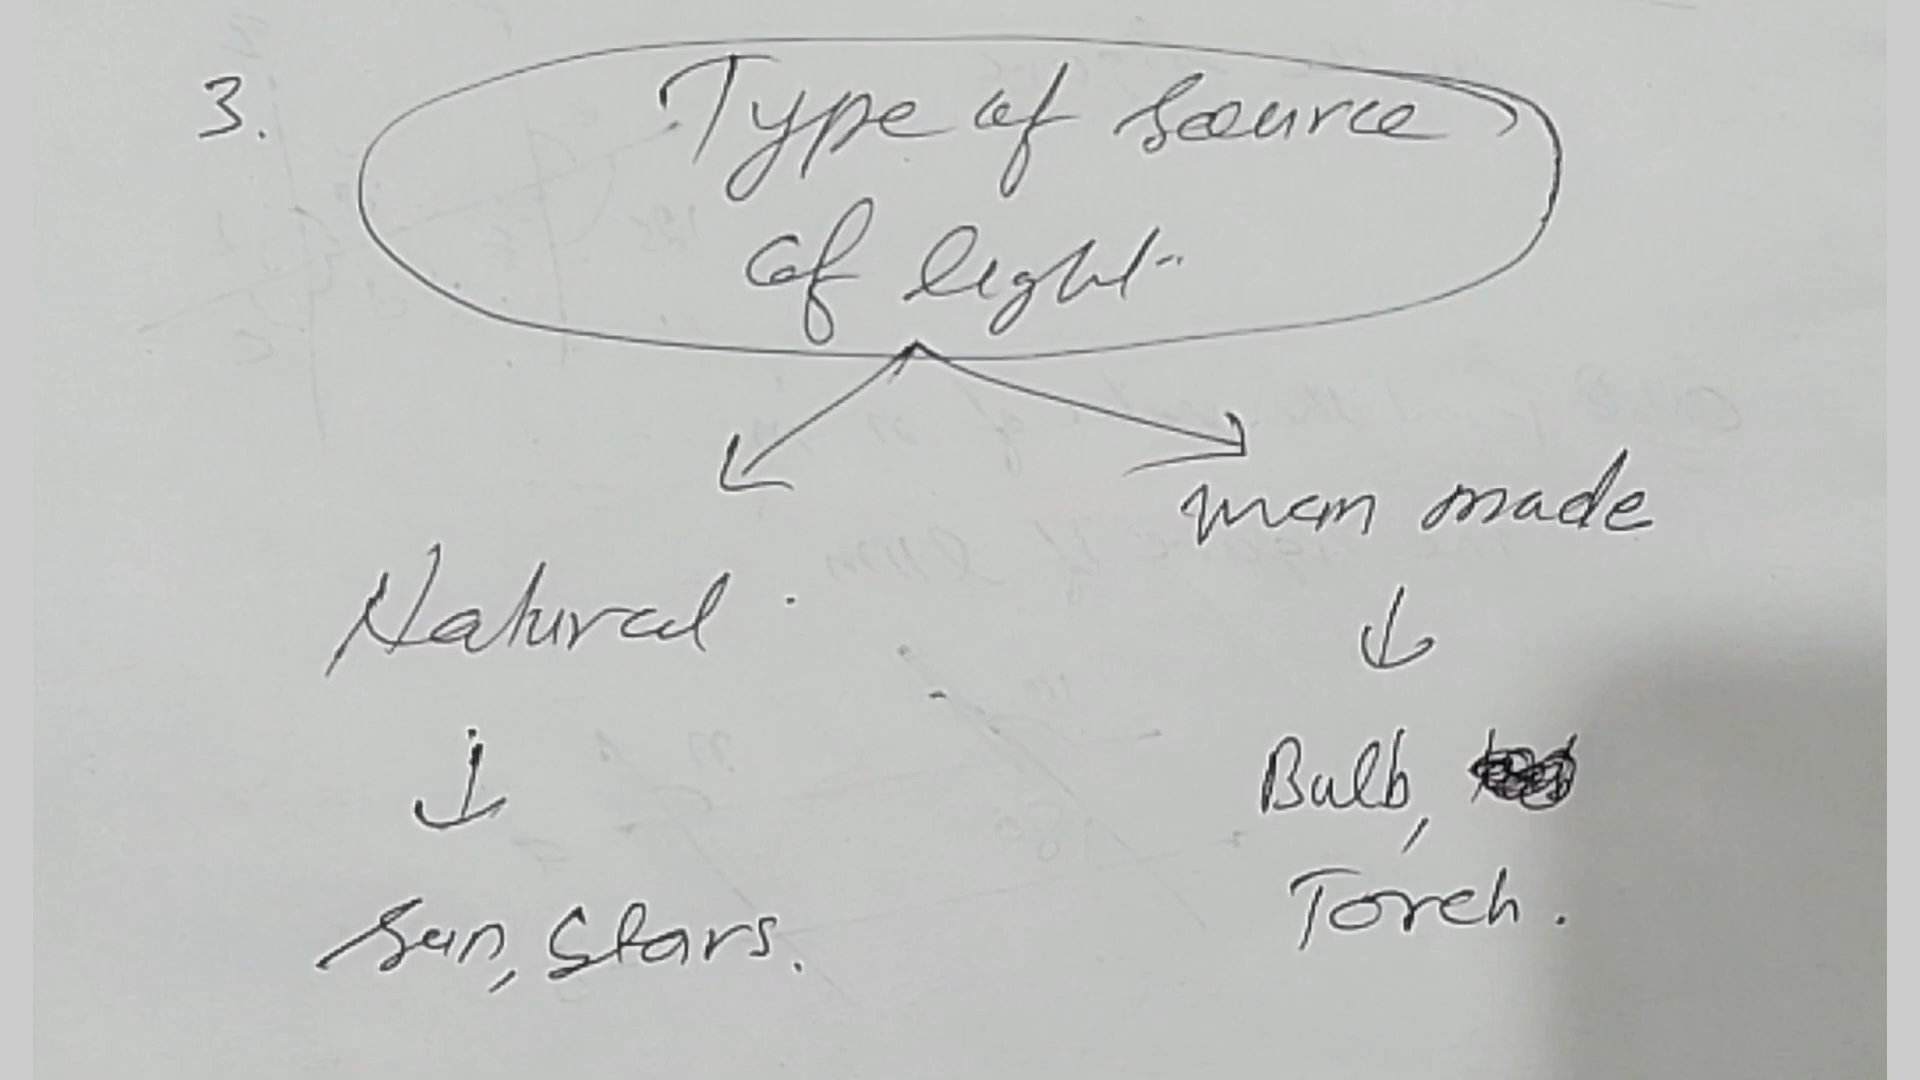 3.
Type of source
of light
Natural
man made
Bulb,
Torch.
Sun, Stars.